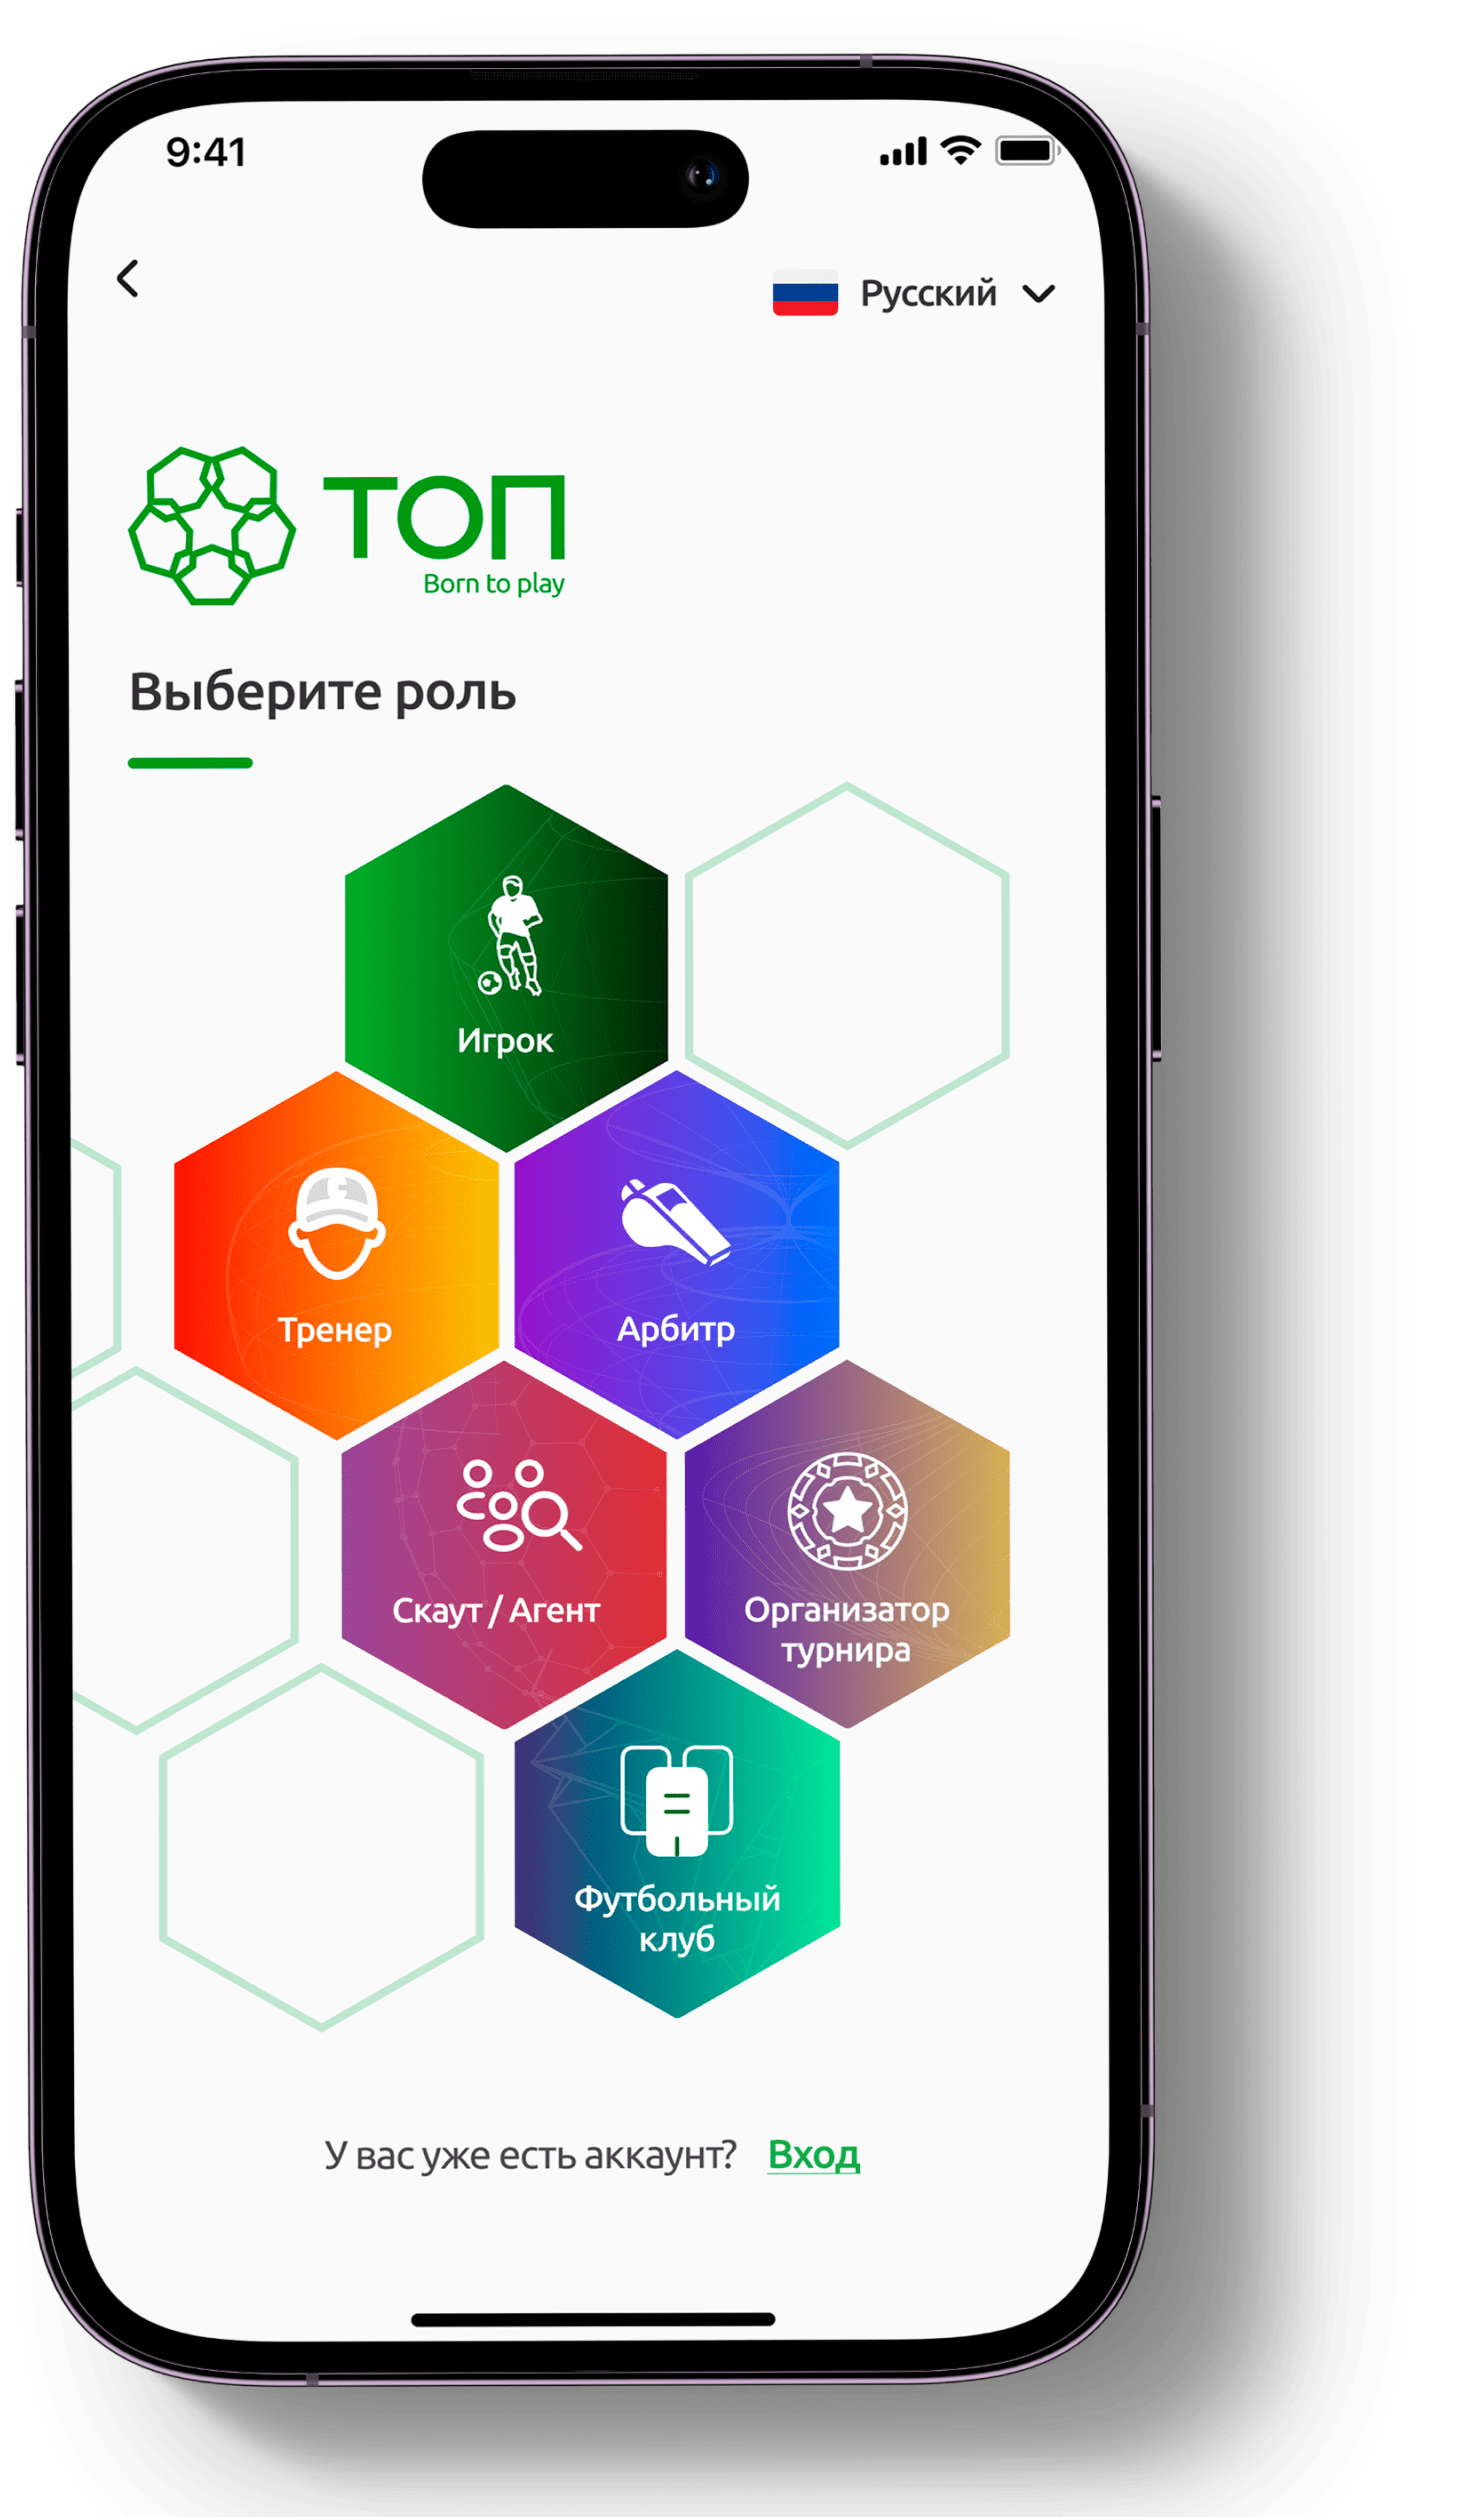 9:41
Русский
ТОП
Born to play
Выберите роль
Игрок
Тренер
Арбитр
Скаут / Агент
Организатор
турнира
Футбольный
клуб
У вас уже есть аккаунт? Вход